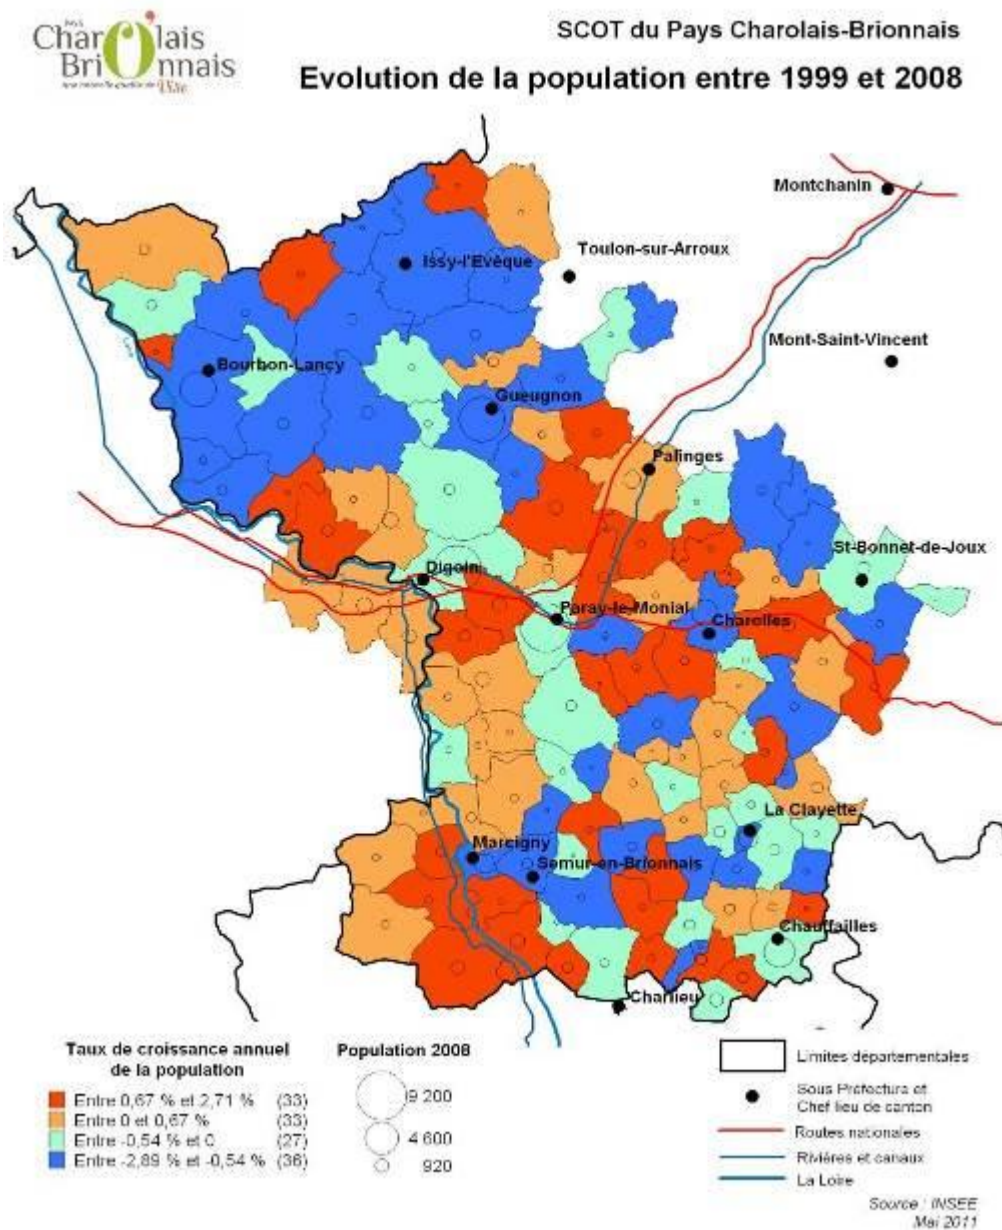 PAYS
CharO'lais
BriOnnais
SCOT du Pays Charolais-Brionnais
Evolution de la population entre 1999 et 2008
Montchanin
Toulon-sur-Arroux
Issy-l'Evèque
Mont-Saint-Vincent
Bourbon-Lancy
Gueugnon
Palinges
St-Bonnet-de-Joux
Digoin
Paray-le-Monial
Charolles
La Clayette
Marcigny
Semur-en-Brionnais
Chauffailles
Charlieu
Taux de croissance annuel
de la population
Entre 0,67 % et 2,71 % (33)
Entre 0 et 0,67 % (33)
Entre -0,54 % et 0 (27)
Entre -2,89 % et -0,54 % (36)
Population 2008
9 200
4 600
920
Limites départementales
Sous Préfecture et
Chef lieu de canton
Routes nationales
Rivières et canaux
La Loire
Source : INSEE
Mai 2011